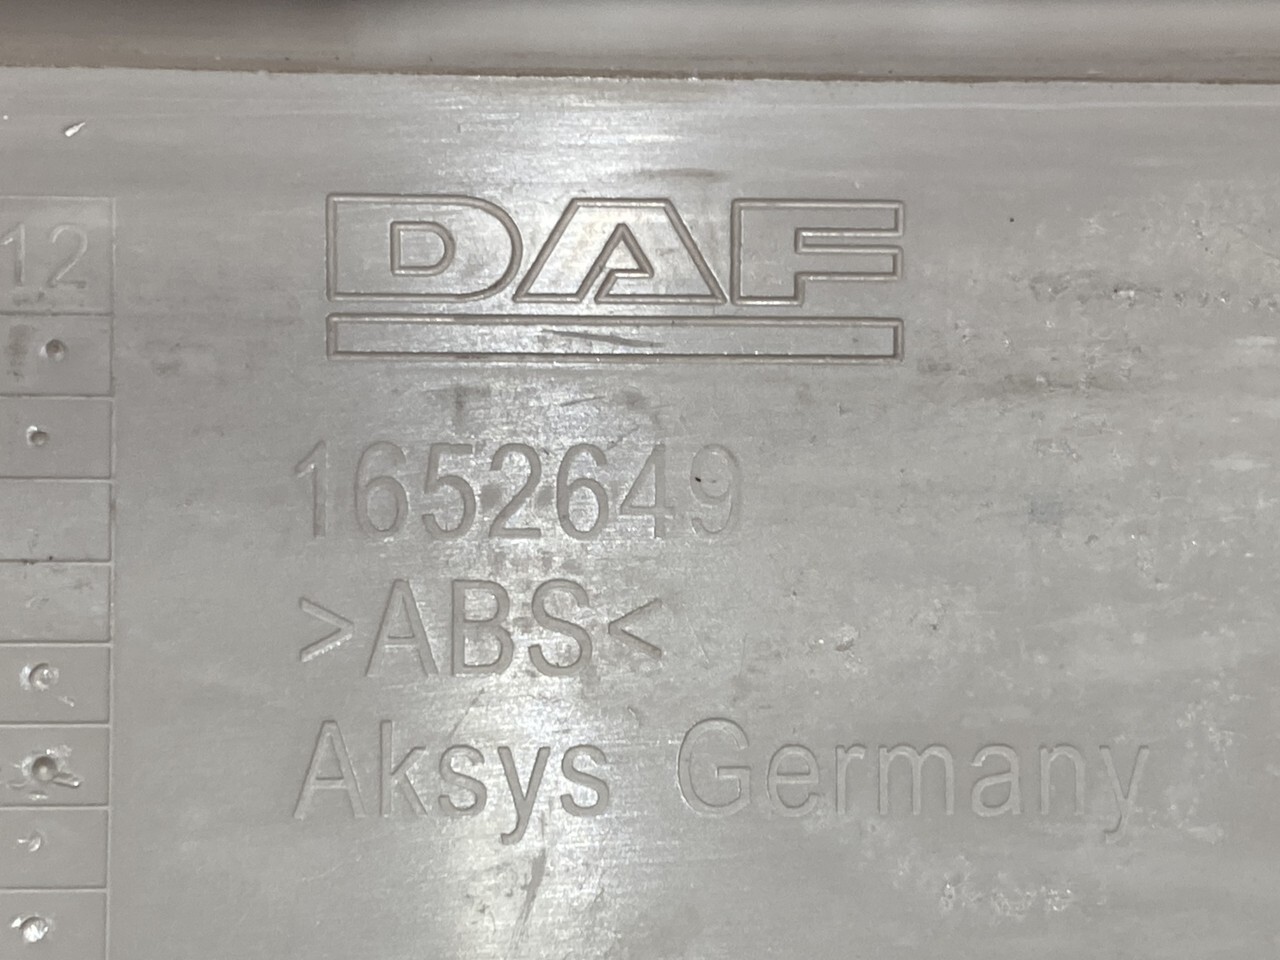 DAF
12
1652649
>ABS<
Aksys Germany